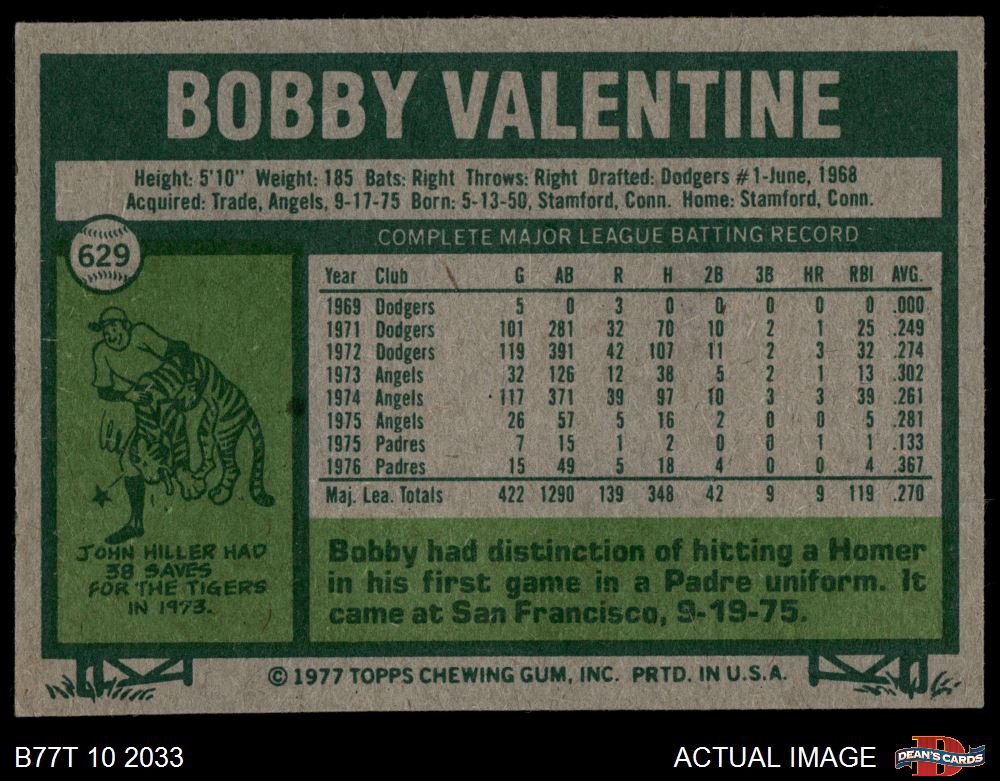 BOBBY VALENTINE
Height: 5'10" Weight: 185 Bats: Right Throws: Right Drafted: Dodgers #1-June, 1968
Acquired: Trade, Angels, 9-17-75 Born: 5-13-50, Stamford, Conn. Home: Stamford, Conn.
629
COMPLETE MAJOR LEAGUE BATTING RECORD
Year Club G AB R H 2B 3B HR RBI AVG.
1969 Dodgers 5 0 3 0 0 0 0 0 .000
1971 Dodgers 101 281 32 70 10 2 1 25 .249
1972 Dodgers 119 391 42 107 11 2 3 32 .274
1973 Angels 32 126 12 38 5 2 1 13 .302
1974 Angels 117 371 39 97 10 3 3 39 .261
1975 Angels 26 57 5 16 2 0 0 5 .281
1975 Padres 7 15 1 2 0 0 1 1 .133
1976 Padres 15 49 5 18 4 0 0 4 .367
Maj. Lea. Totals 422 1290 139 348 42 9 9 119 .270
JOHN HILLER HAD
38 SAVES
FOR THE TIGERS
IN 1973.
Bobby had distinction of hitting a Homer
in his first game in a Padre uniform. It
came at San Francisco, 9-19-75.
© 1977 TOPPS CHEWING GUM, INC. PRTD. IN U.S.A.
B77T 10 2033
ACTUAL IMAGE
D
DEAN'S CARDS